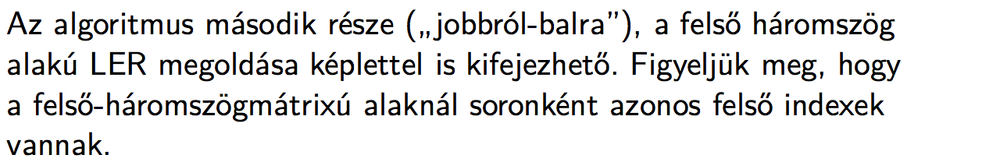 Az algoritmus második része („jobbról-balra”), a felső háromszög
alakú LER megoldása képlettel is kifejezhető. Figyeljük meg, hogy
a felső-háromszögmátrixú alaknál soronként azonos felső indexek
vannak.